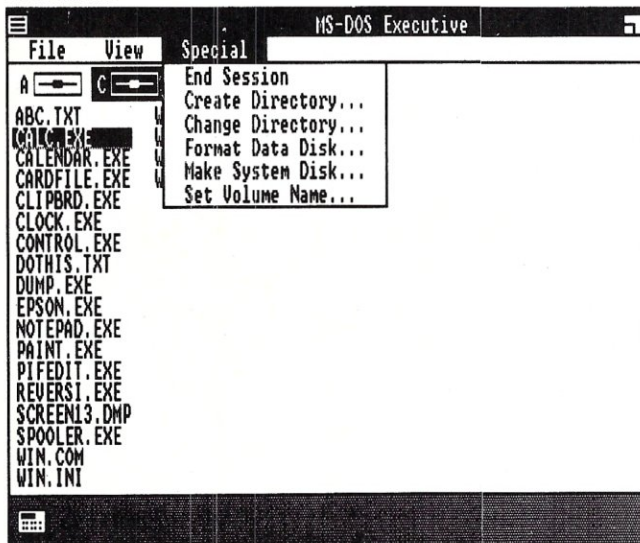 MS-DOS Executive
File View Special
A C
End Session
Create Directory...
Change Directory...
Format Data Disk...
Make System Disk...
Set Volume Name...
ABC.TXT
CALC.EXE
CALENDAR.EXE
CARDFILE.EXE
CLIPBRD.EXE
CLOCK.EXE
CONTROL.EXE
DOTHIS.TXT
DUMP.EXE
EPSON.EXE
NOTEPAD.EXE
PAINT.EXE
PIFEDIT.EXE
REVERSI.EXE
SCREEN13.DMP
SPOOLER.EXE
WIN.COM
WIN.INI